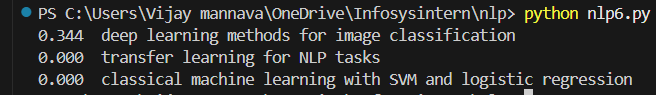 PS C:\Users\Vijay mannava\OneDrive\Infosysintern\nlp> python nlp6.py
0.344  deep learning methods for image classification
0.000  transfer learning for NLP tasks
0.000  classical machine learning with SVM and logistic regression